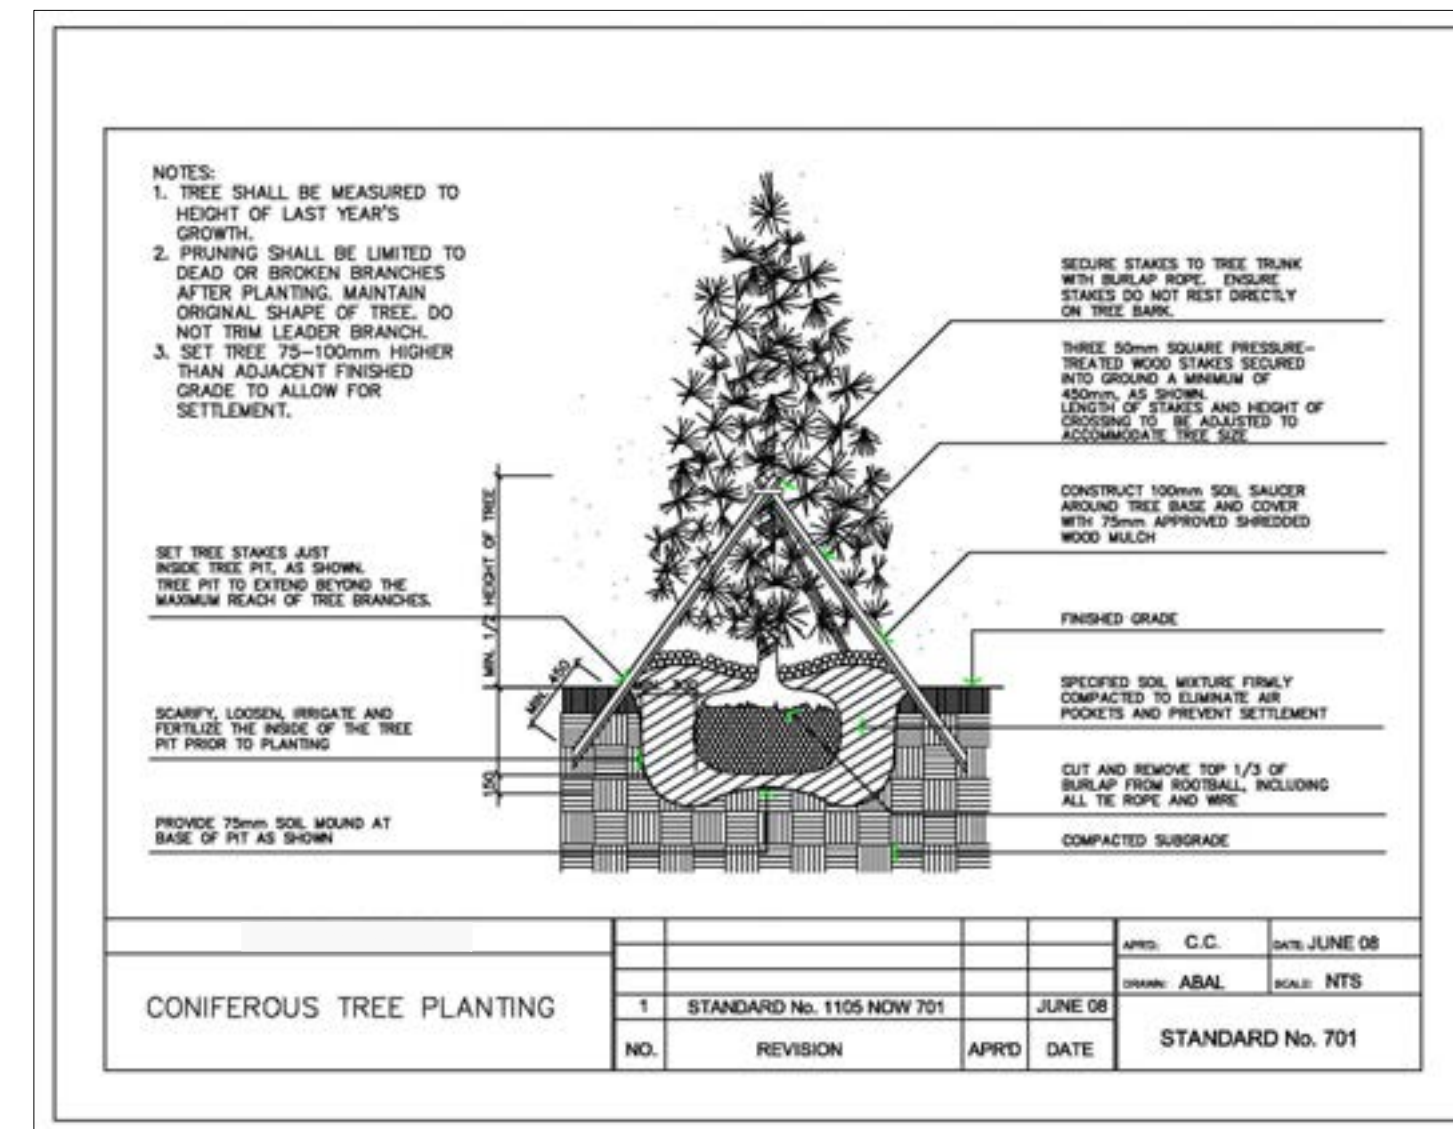 NOTES:
1. TREE SHALL BE MEASURED TO
HEIGHT OF LAST YEAR'S
GROWTH.
2. PRUNING SHALL BE LIMITED TO
DEAD OR BROKEN BRANCHES
AFTER PLANTING. MAINTAIN
ORIGINAL SHAPE OF TREE. DO
NOT TRIM LEADER BRANCH.
3. SET TREE 75-100mm HIGHER
THAN ADJACENT FINISHED
GRADE TO ALLOW FOR
SETTLEMENT.
SET TREE STAKES JUST
INSIDE TREE PIT, AS SHOWN.
TREE PIT TO EXTEND BEYOND THE
MAXIMUM REACH OF TREE BRANCHES.
SCARIFY, LOOSEN, IRRIGATE AND
FERTILIZE THE INSIDE OF THE TREE
PIT PRIOR TO PLANTING
PROVIDE 75mm SOIL MOUND AT
BASE OF PIT AS SHOWN
MIN. 1/2 HEIGHT OF TREE
MIN. 450
150
SECURE STAKES TO TREE TRUNK
WITH BURLAP ROPE. ENSURE
STAKES DO NOT REST DIRECTLY
ON TREE BARK.
THREE 50mm SQUARE PRESSURE-
TREATED WOOD STAKES SECURED
INTO GROUND A MINIMUM OF
450mm, AS SHOWN.
LENGTH OF STAKES AND HEIGHT OF
CROSSING TO BE ADJUSTED TO
ACCOMMODATE TREE SIZE
CONSTRUCT 100mm SOIL SAUCER
AROUND TREE BASE AND COVER
WITH 75mm APPROVED SHREDDED
WOOD MULCH
FINISHED GRADE
SPECIFIED SOIL MIXTURE FIRMLY
COMPACTED TO ELIMINATE AIR
POCKETS AND PREVENT SETTLEMENT
CUT AND REMOVE TOP 1/3 OF
BURLAP FROM ROOTBALL, INCLUDING
ALL TIE ROPE AND WIRE
COMPACTED SUBGRADE
CONIFEROUS TREE PLANTING
1 STANDARD No. 1105 NOW 701 JUNE 08
NO. REVISION APR'D DATE
APR'D: C.C. DATE: JUNE 08
DRAWN: ABAL SCALE: NTS
STANDARD No. 701